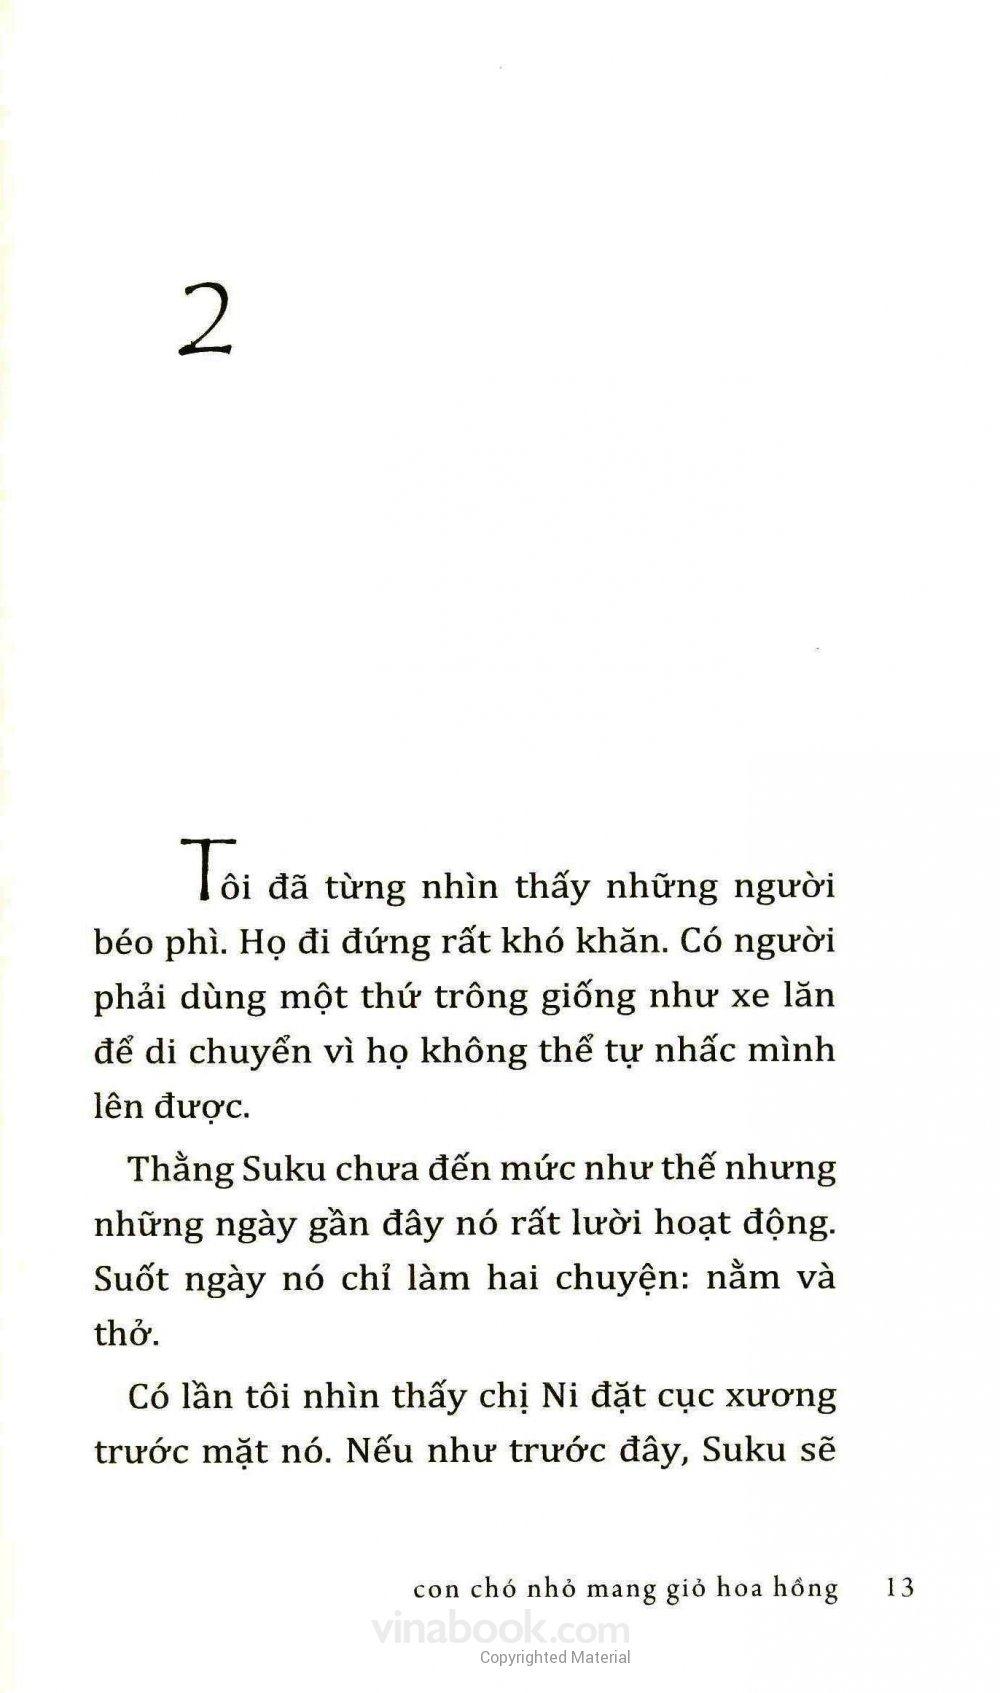 2
Tôi đã từng nhìn thấy những người
béo phì. Họ đi đứng rất khó khăn. Có người
phải dùng một thứ trông giống như xe lăn
để di chuyển vì họ không thể tự nhấc mình
lên được.
Thằng Suku chưa đến mức như thế nhưng
những ngày gần đây nó rất lười hoạt động.
Suốt ngày nó chỉ làm hai chuyện: nằm và
thở.
Có lần tôi nhìn thấy chị Ni đặt cục xương
trước mặt nó. Nếu như trước đây, Suku sẽ
con chó nhỏ mang giỏ hoa hồng 13
vinabook.com
Copyrighted Material